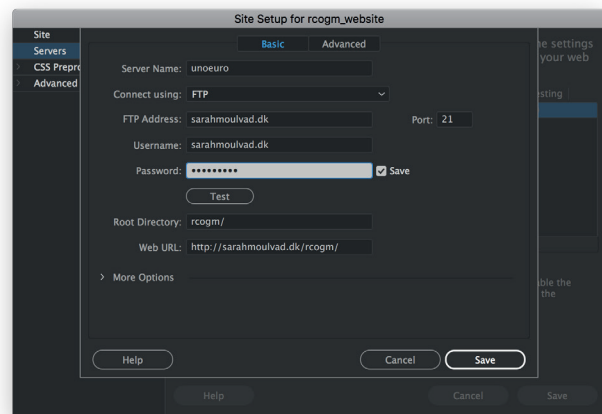 Site Setup for rcogm_website
Site
Servers
CSS Prepro
Advanced
Basic Advanced
Server Name: unoeuro
Connect using: FTP
FTP Address: sarahmoulvad.dk Port: 21
Username: sarahmoulvad.dk
Password: ••••••••• Save
Test
Root Directory: rcogm/
Web URL: http://sarahmoulvad.dk/rcogm/
More Options
Help Cancel Save
e settings
your web
esting
ble the
the
Help Cancel Save